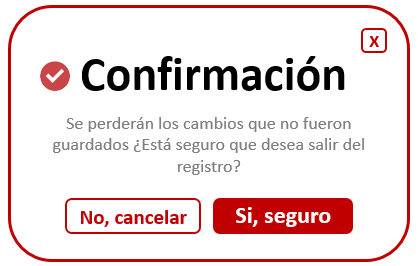 X
Confirmación
Se perderán los cambios que no fueron
guardados ¿Está seguro que desea salir del
registro?
No, cancelar
Si, seguro